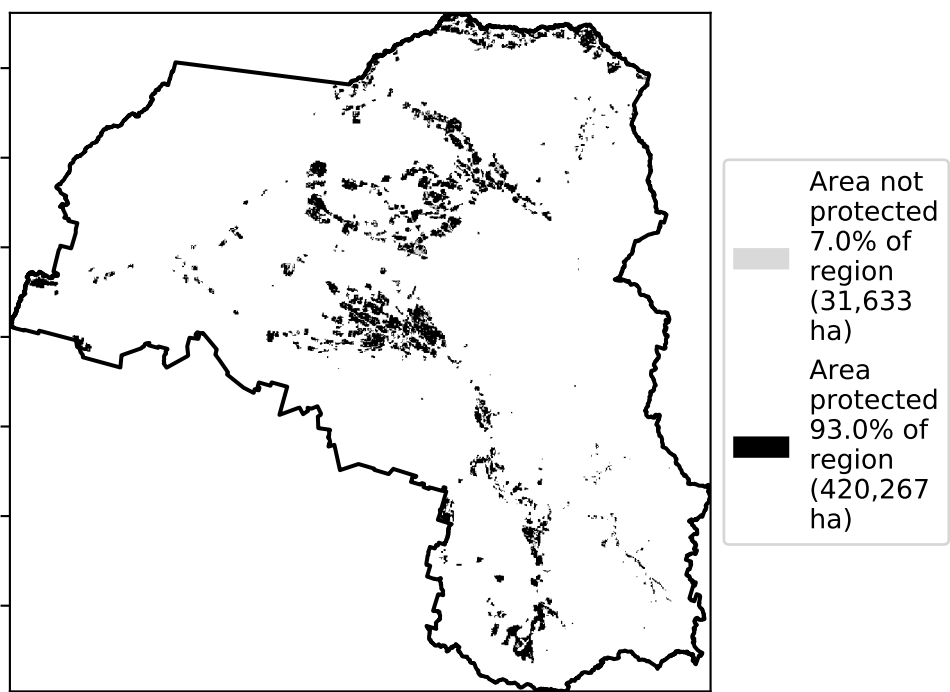 Area not
protected
7.0% of
region
(31,633
ha)
Area
protected
93.0% of
region
(420,267
ha)